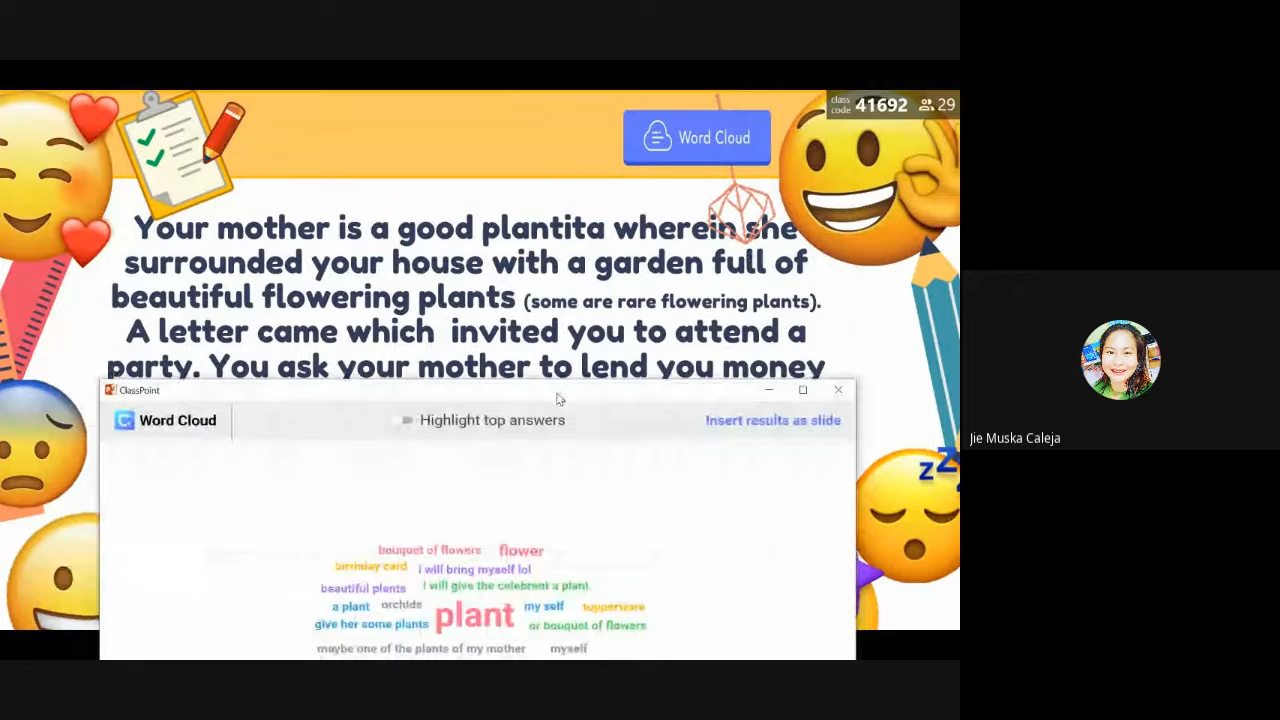 class code 41692 29
Word Cloud
Your mother is a good plantita wherein she
surrounded your house with a garden full of
beautiful flowering plants (some are rare flowering plants).
A letter came which invited you to attend a
party. You ask your mother to lend you money
ClassPoint
Word Cloud
Highlight top answers
Insert results as slide
zZ
bouquet of flowers flower
birthday card I will bring myself lol
beautiful plants I will give the celebrent a plant
a plant orchids plant my self tupperware
give her some plants or bouquet of flowers
maybe one of the plants of my mother myself
Jie Muska Caleja